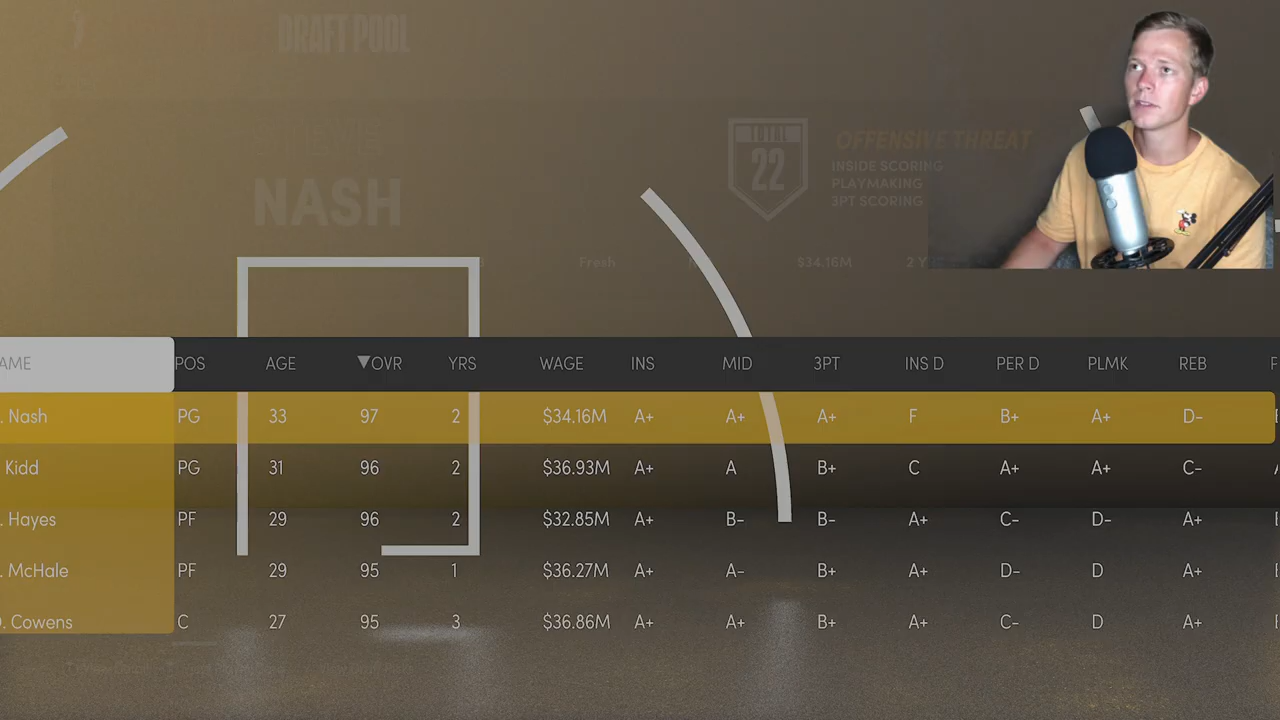 DRAFT POOL
NASH
TOTAL
22
OFFENSIVE THREAT
INSIDE SCORING
PLAYMAKING
3PT SCORING
Fresh $34.16M 2 Y
AME POS AGE ▼OVR YRS WAGE INS MID 3PT INS D PER D PLMK REB F
. Nash PG 33 97 2 $34.16M A+ A+ A+ F B+ A+ D-
Kidd PG 31 96 2 $36.93M A+ A B+ C A+ A+ C-
. Hayes PF 29 96 2 $32.85M A+ B- B- A+ C- D- A+
. McHale PF 29 95 1 $36.27M A+ A- B+ A+ D- D A+
. Cowens C 27 95 3 $36.86M A+ A+ B+ A+ C- D A+